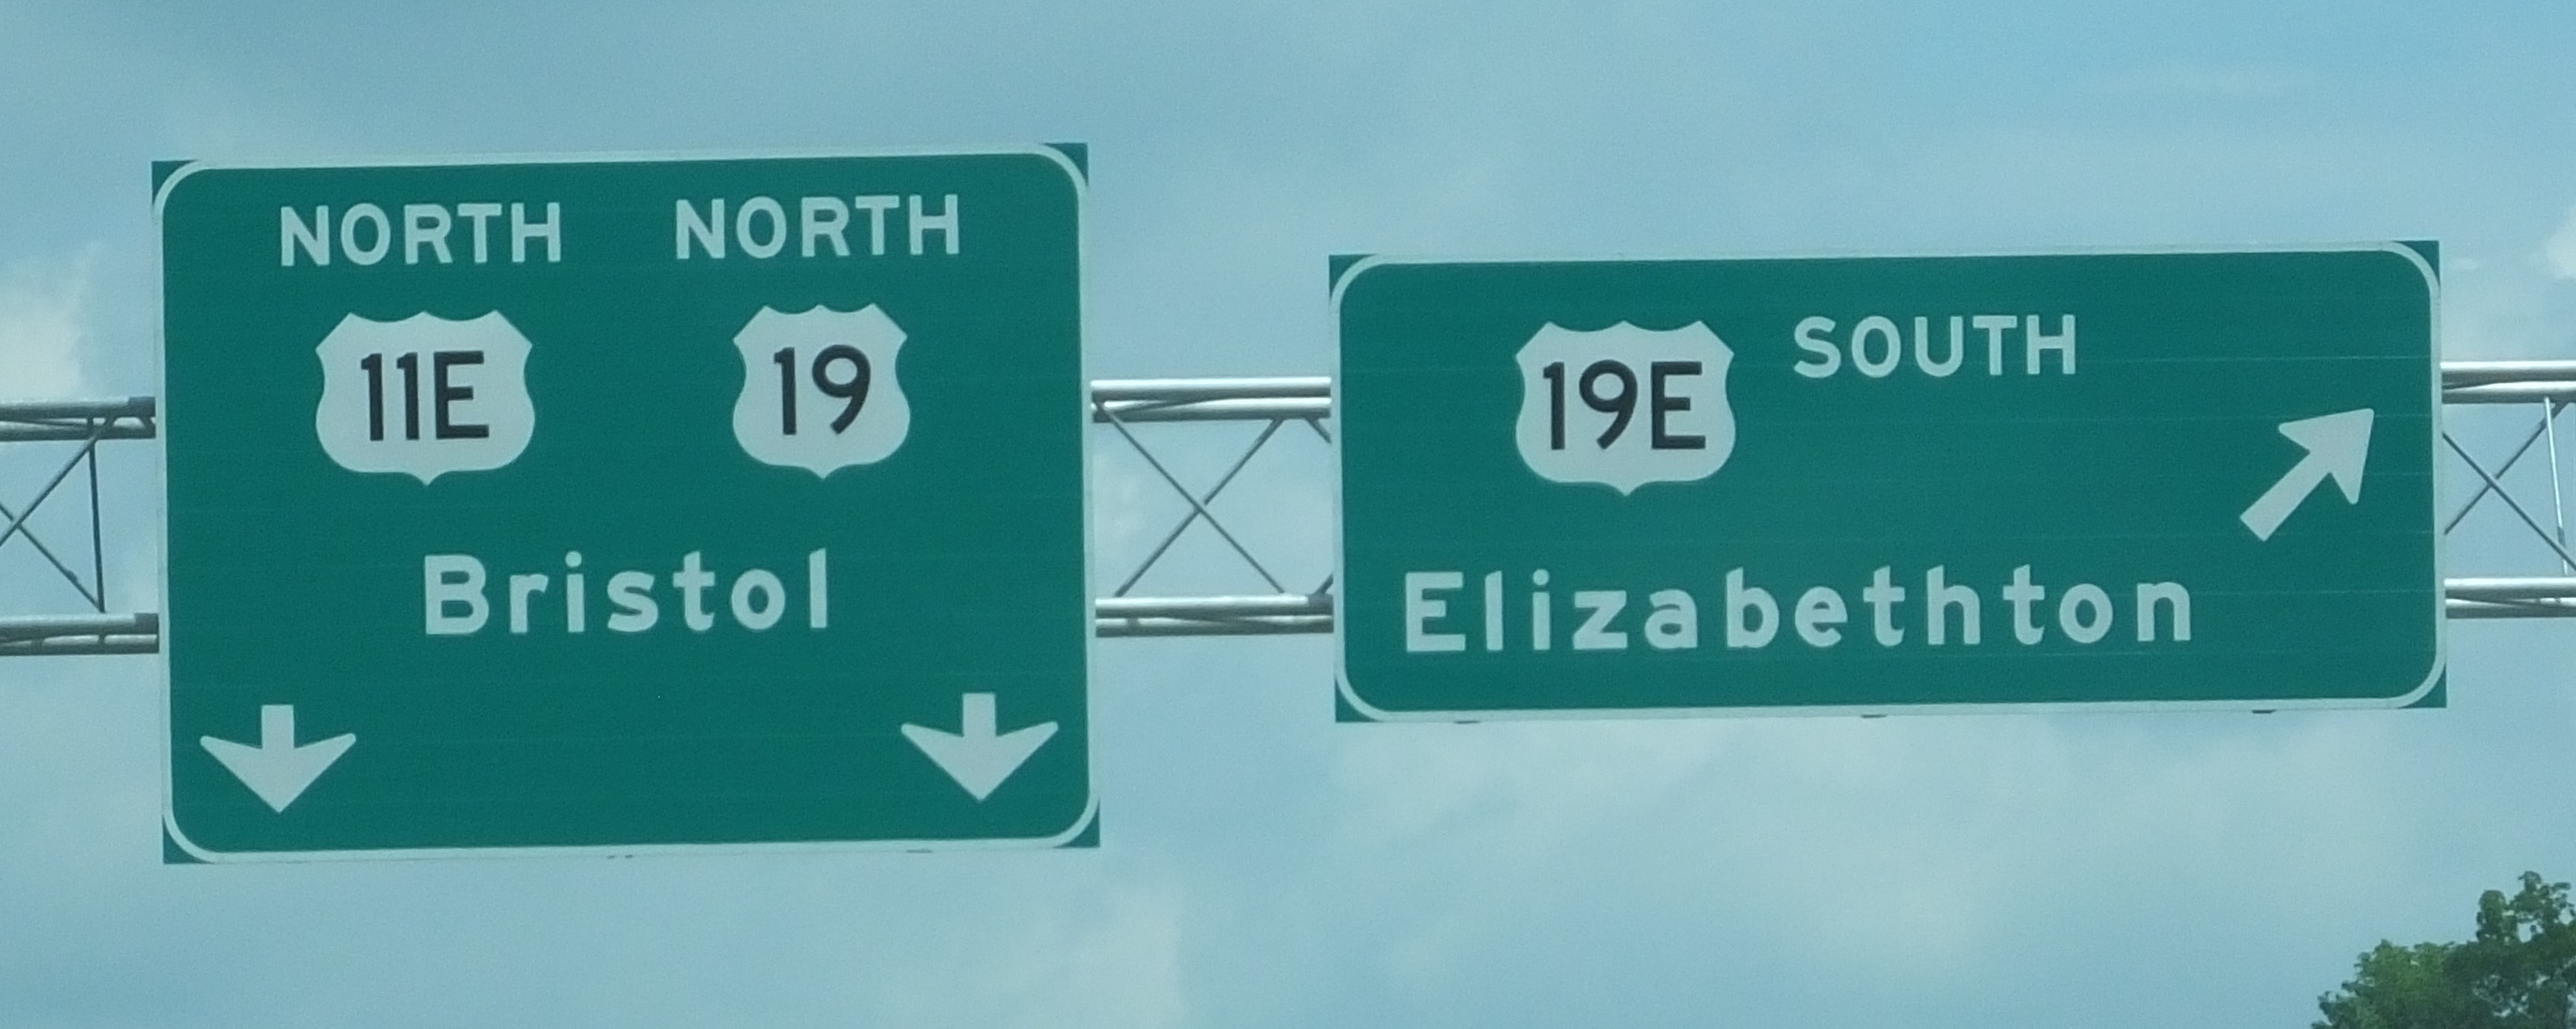 NORTH NORTH
11E 19
Bristol
19E SOUTH
Elizabethton